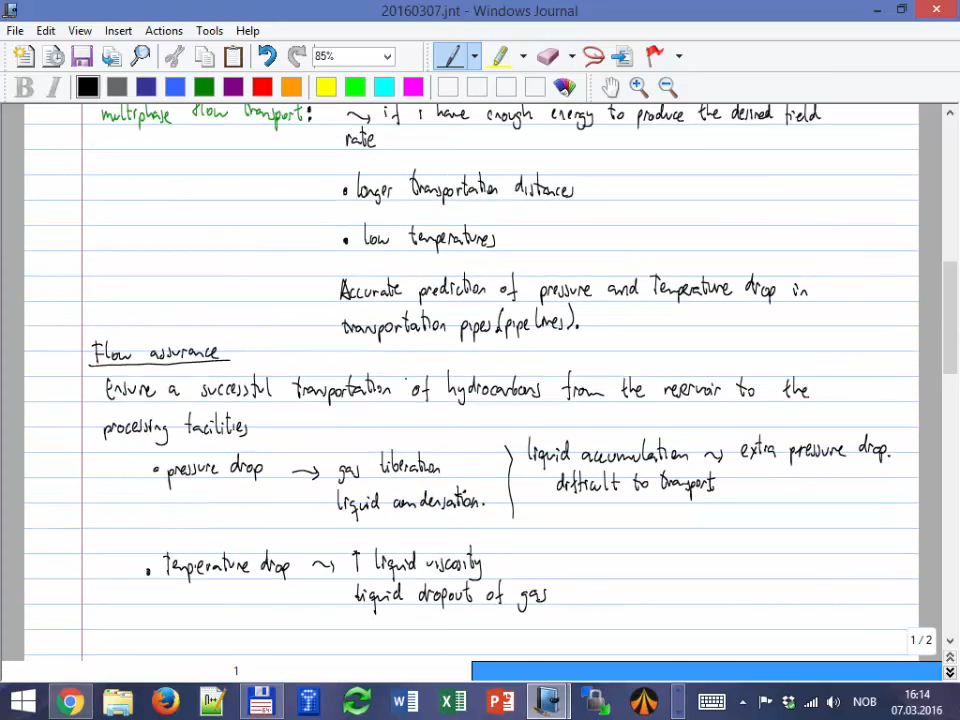 20160307.jnt - Windows Journal
File Edit View Insert Actions Tools Help
85%
B I
multiphase flow transport: ⤳ if I have enough energy to produce the desired field
rate
• longer transportation distances
• low temperatures
Accurate prediction of pressure and Temperature drop in
transportation pipes (pipelines).
Flow assurance
Ensure a successful transportation of hydrocarbons from the reservoir to the
processing facilities
• pressure drop → gas liberation
liquid condensation.
liquid accumulation ⤳ extra pressure drop.
difficult to transport
• Temperature drop ⤳ ↑ liquid viscosity
liquid dropout of gas
1 / 2
1
NOB
16:14
07.03.2016